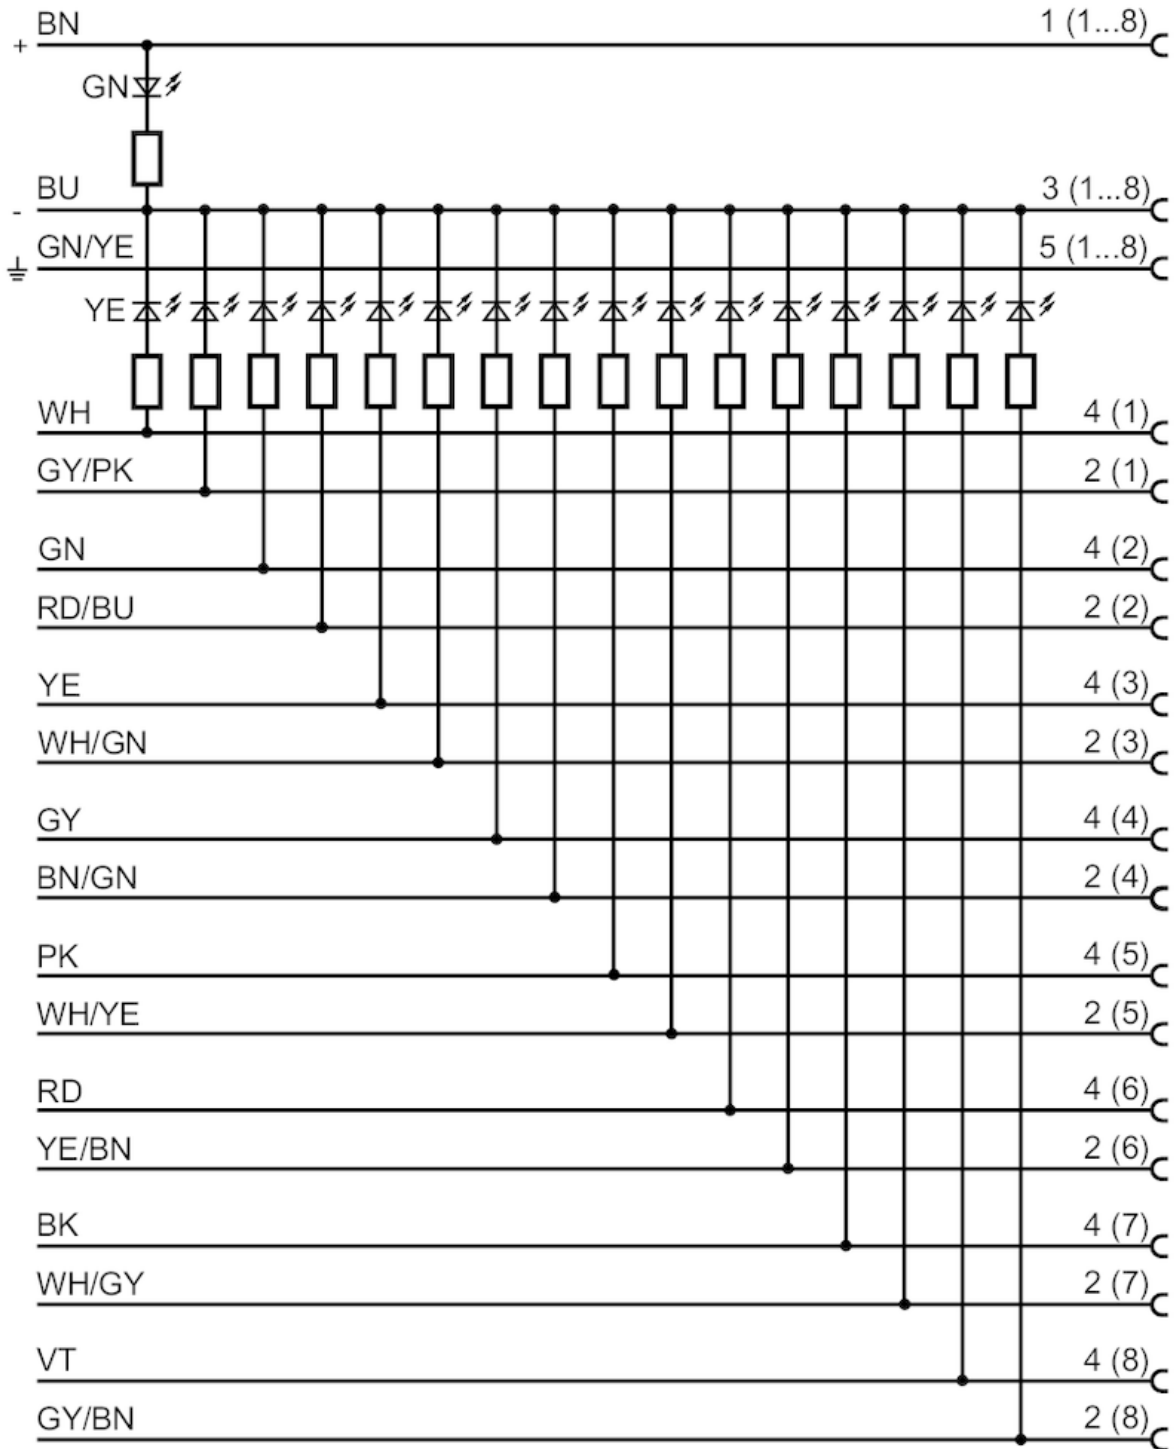 BN 1 (1...8)
+
GN
BU 3 (1...8)
-
GN/YE 5 (1...8)
YE
WH 4 (1)
GY/PK 2 (1)
GN 4 (2)
RD/BU 2 (2)
YE 4 (3)
WH/GN 2 (3)
GY 4 (4)
BN/GN 2 (4)
PK 4 (5)
WH/YE 2 (5)
RD 4 (6)
YE/BN 2 (6)
BK 4 (7)
WH/GY 2 (7)
VT 4 (8)
GY/BN 2 (8)